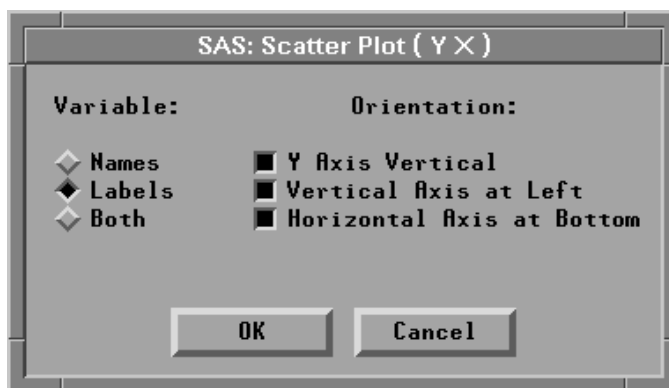 SAS: Scatter Plot ( Y X )
Variable: Orientation:
Names Y Axis Vertical
Labels Vertical Axis at Left
Both Horizontal Axis at Bottom
OK Cancel